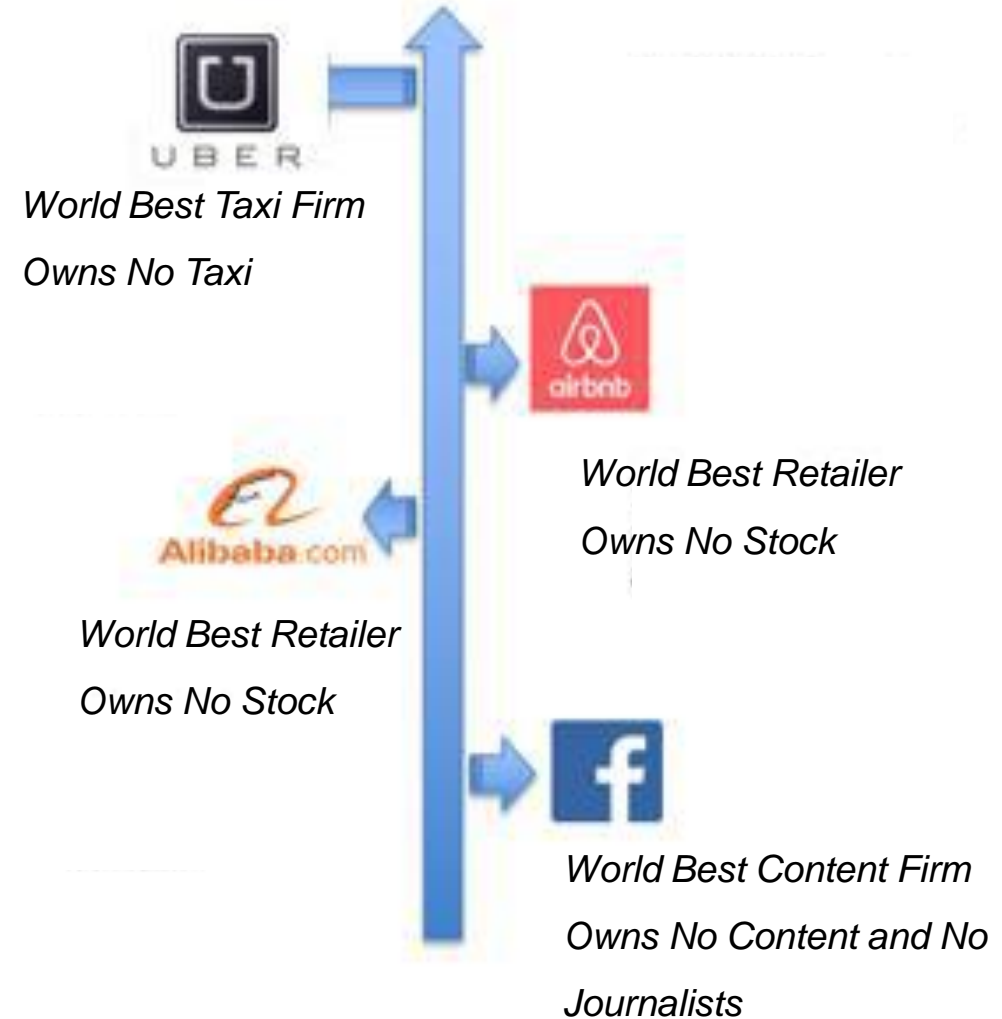 UBER
World Best Taxi Firm
Owns No Taxi
airbnb
World Best Retailer
Owns No Stock
Alibaba.com
World Best Retailer
Owns No Stock
f
World Best Content Firm
Owns No Content and No
Journalists